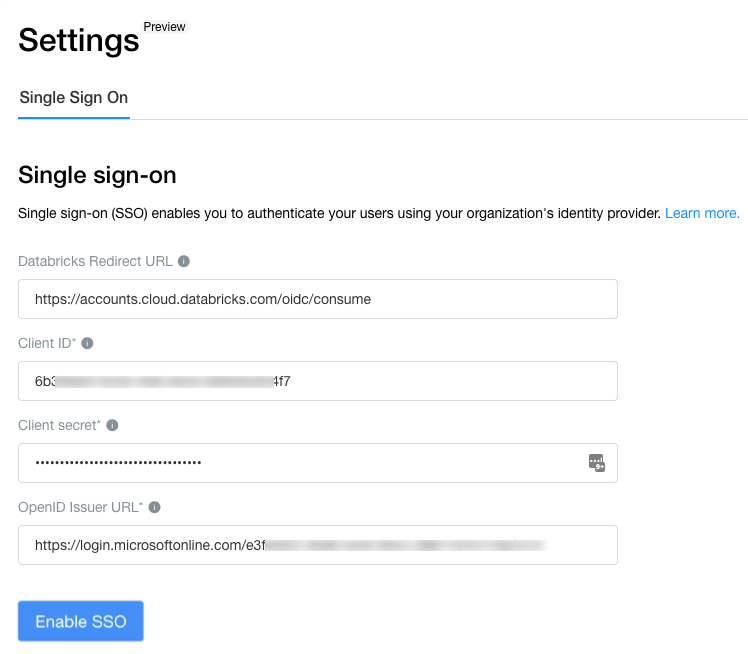 Settings Preview
Single Sign On
Single sign-on
Single sign-on (SSO) enables you to authenticate your users using your organization's identity provider. Learn more.
Databricks Redirect URL
https://accounts.cloud.databricks.com/oidc/consume
Client ID*
6b3 4f7
Client secret*
••••••••••••••••••••••••••••••••••
OpenID Issuer URL*
https://login.microsoftonline.com/e3f
Enable SSO